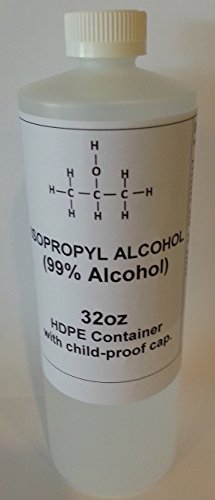 H
O
H H
H-C-C-C-H
H H H
ISOPROPYL ALCOHOL
(99% Alcohol)
32oz
HDPE Container
with child-proof cap.